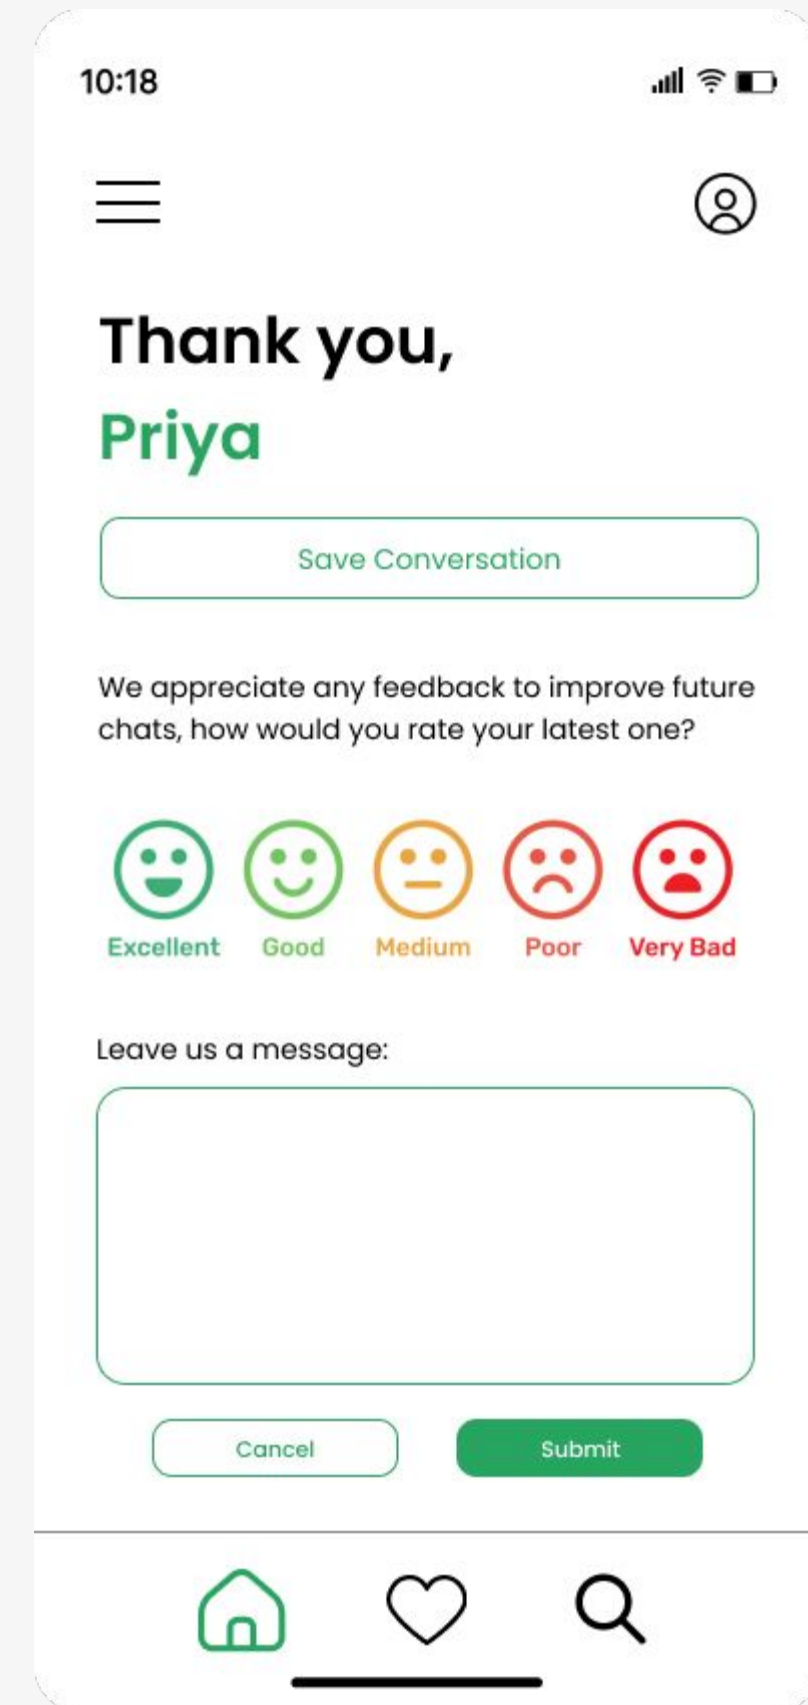 10:18
Thank you,
Priya
Save Conversation
We appreciate any feedback to improve future
chats, how would you rate your latest one?
Excellent Good Medium Poor Very Bad
Leave us a message:
Cancel Submit